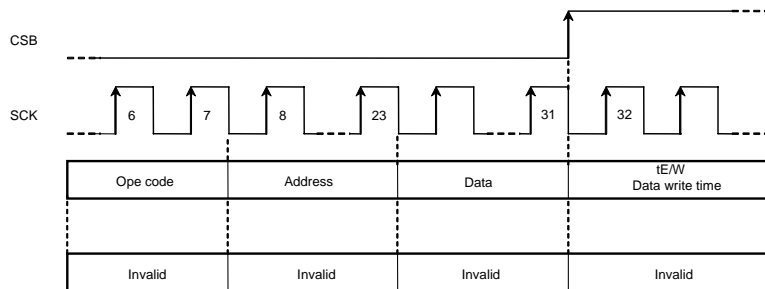 CSB
SCK
6 7 8 23 31 32
Ope code Address Data tE/W
Data write time
Invalid Invalid Invalid Invalid